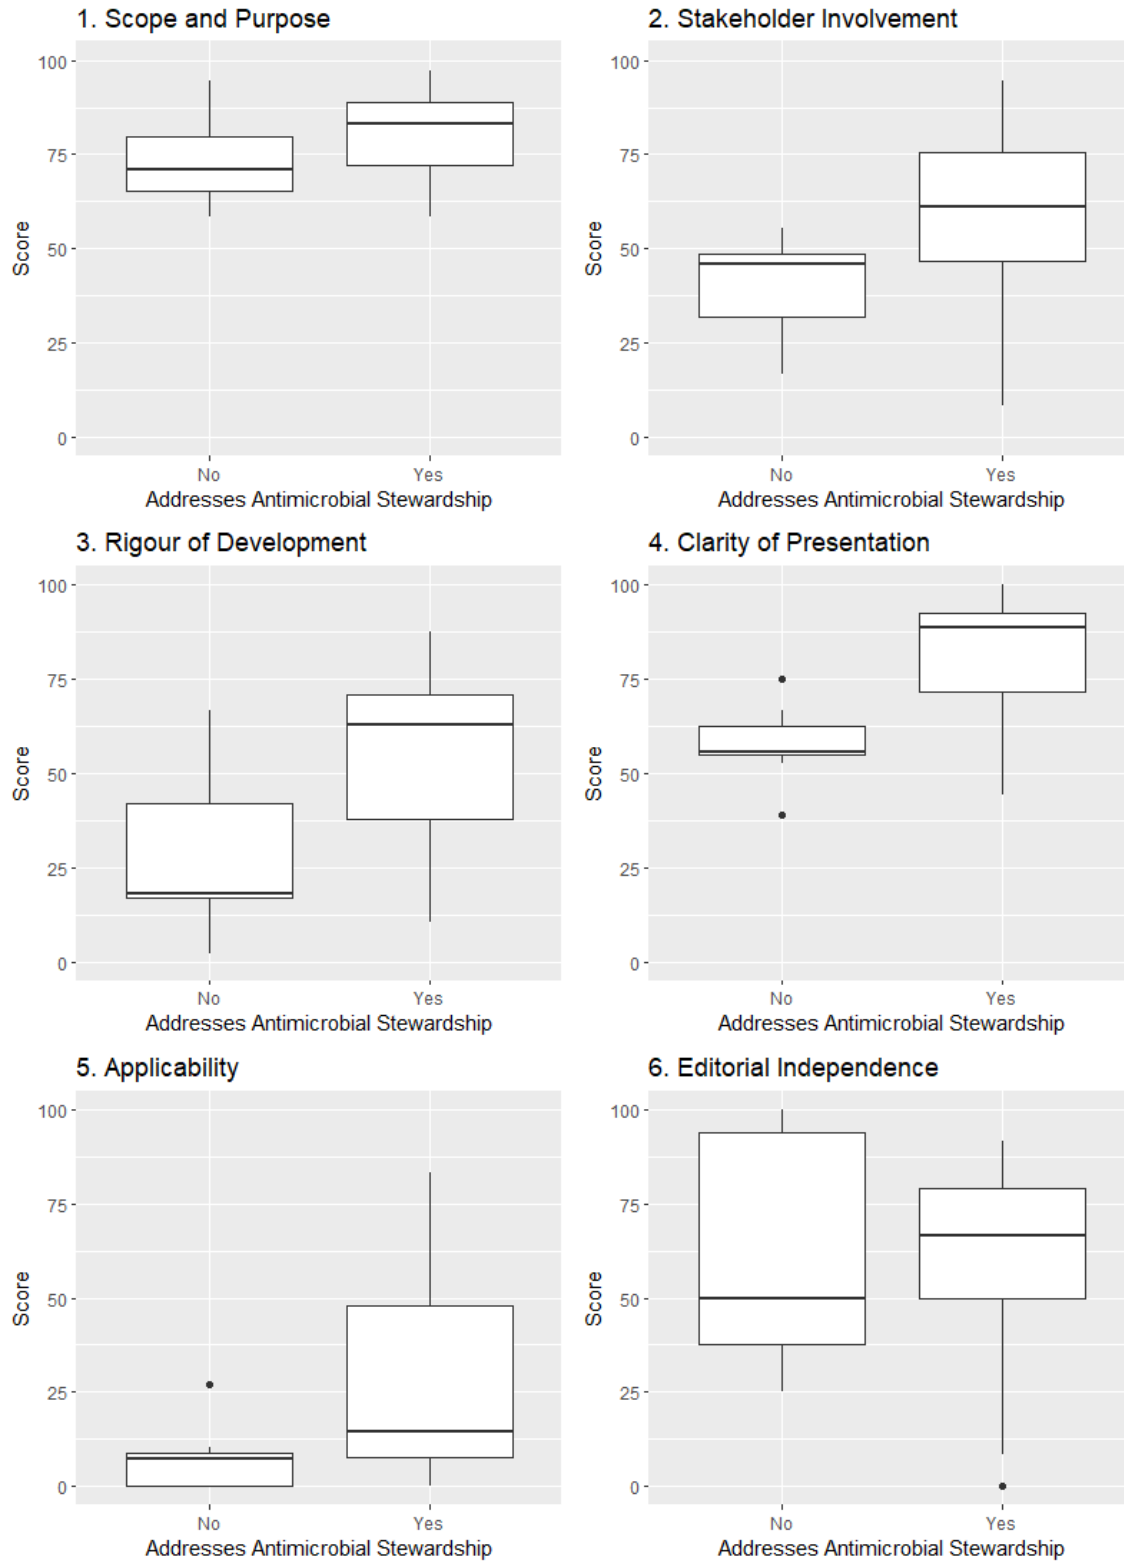 1. Scope and Purpose
100
75
50
25
0
Score
No Yes
Addresses Antimicrobial Stewardship
2. Stakeholder Involvement
100
75
50
25
0
Score
No Yes
Addresses Antimicrobial Stewardship
3. Rigour of Development
100
75
50
25
0
Score
No Yes
Addresses Antimicrobial Stewardship
4. Clarity of Presentation
100
75
50
25
0
Score
No Yes
Addresses Antimicrobial Stewardship
5. Applicability
100
75
50
25
0
Score
No Yes
Addresses Antimicrobial Stewardship
6. Editorial Independence
100
75
50
25
0
Score
No Yes
Addresses Antimicrobial Stewardship